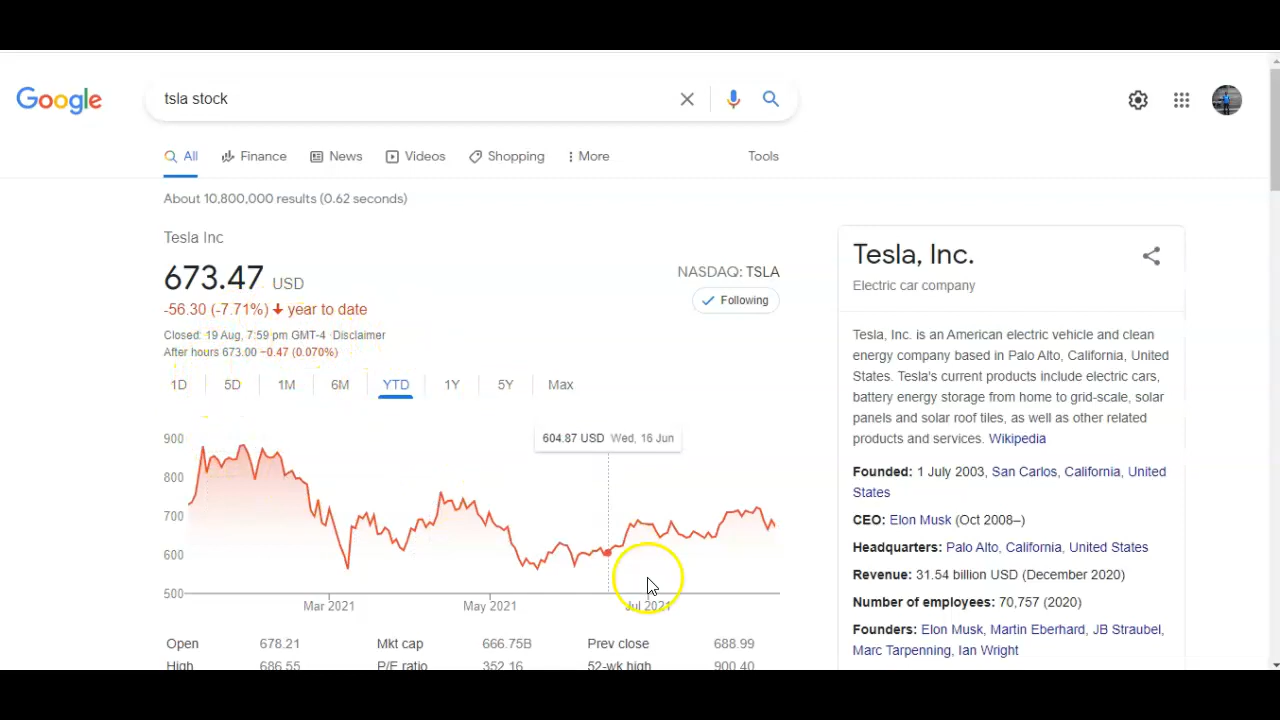 Google
tsla stock
All Finance News Videos Shopping More Tools
About 10,800,000 results (0.62 seconds)
Tesla Inc
673.47 USD
NASDAQ: TSLA
Following
-56.30 (-7.71%) year to date
Closed: 19 Aug, 7:59 pm GMT-4 · Disclaimer
After hours 673.00 −0.47 (0.070%)
1D 5D 1M 6M YTD 1Y 5Y Max
604.87 USD Wed, 16 Jun
900
800
700
600
500
Mar 2021 May 2021 Jul 2021
Open 678.21 Mkt cap 666.75B Prev close 688.99
High 686.55 P/E ratio 352.16 52-wk high 900.40
Tesla, Inc.
Electric car company
Tesla, Inc. is an American electric vehicle and clean
energy company based in Palo Alto, California, United
States. Tesla's current products include electric cars,
battery energy storage from home to grid-scale, solar
panels and solar roof tiles, as well as other related
products and services. Wikipedia
Founded: 1 July 2003, San Carlos, California, United
States
CEO: Elon Musk (Oct 2008–)
Headquarters: Palo Alto, California, United States
Revenue: 31.54 billion USD (December 2020)
Number of employees: 70,757 (2020)
Founders: Elon Musk, Martin Eberhard, JB Straubel,
Marc Tarpenning, Ian Wright